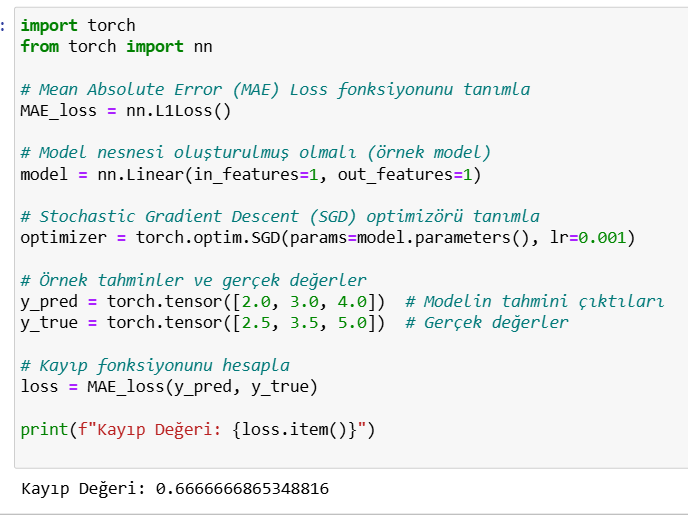 :
import torch
from torch import nn
# Mean Absolute Error (MAE) Loss fonksiyonunu tanımla
MAE_loss = nn.L1Loss()
# Model nesnesi oluşturulmuş olmalı (örnek model)
model = nn.Linear(in_features=1, out_features=1)
# Stochastic Gradient Descent (SGD) optimizörü tanımla
optimizer = torch.optim.SGD(params=model.parameters(), lr=0.001)
# Örnek tahminler ve gerçek değerler
y_pred = torch.tensor([2.0, 3.0, 4.0])  # Modelin tahmini çıktıları
y_true = torch.tensor([2.5, 3.5, 5.0])  # Gerçek değerler
# Kayıp fonksiyonunu hesapla
loss = MAE_loss(y_pred, y_true)
print(f"Kayıp Değeri: {loss.item()}")
Kayıp Değeri: 0.6666666865348816